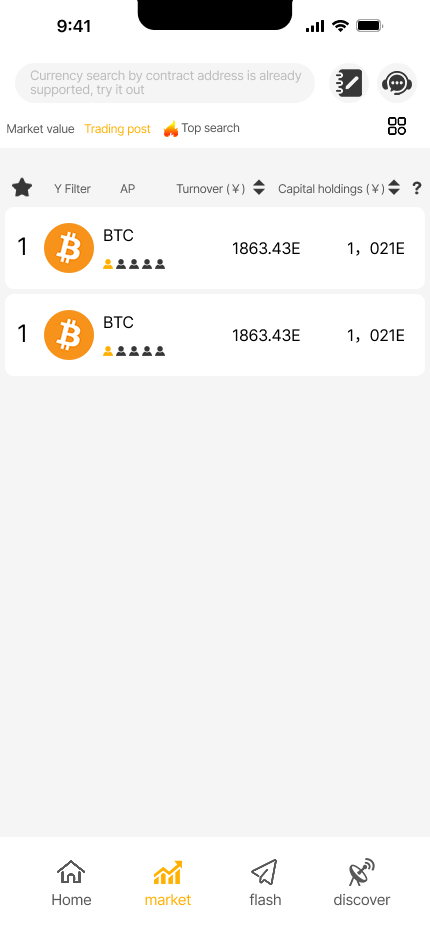 9:41
Currency search by contract address is already
supported, try it out
Market value Trading post Top search
Y Filter AP Turnover (¥) Capital holdings (¥) ?
1 BTC 1863.43E 1，021E
1 BTC 1863.43E 1，021E
Home market flash discover